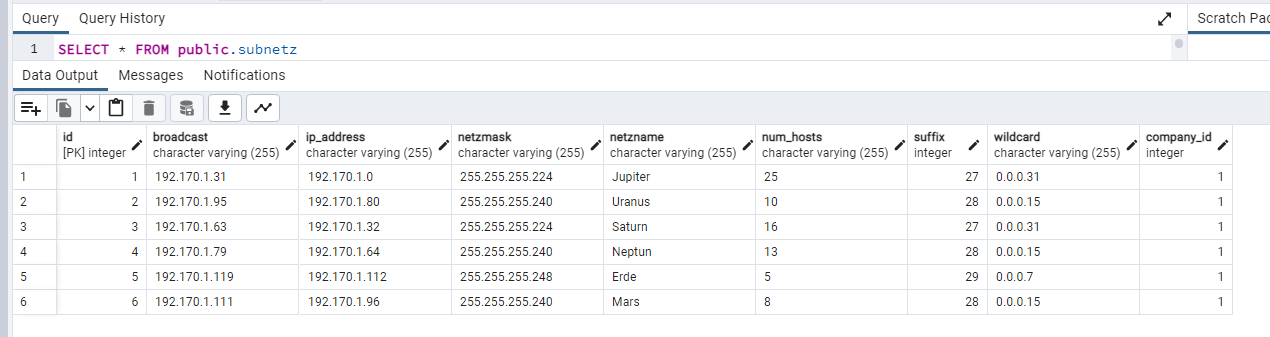 Query Query History Scratch Pad
1 SELECT * FROM public.subnetz
Data Output Messages Notifications
id broadcast ip_address netzmask netzname num_hosts suffix wildcard company_id
[PK] integer character varying (255) character varying (255) character varying (255) character varying (255) character varying (255) integer character varying (255) integer
1 1 192.170.1.31 192.170.1.0 255.255.255.224 Jupiter 25 27 0.0.0.31 1
2 2 192.170.1.95 192.170.1.80 255.255.255.240 Uranus 10 28 0.0.0.15 1
3 3 192.170.1.63 192.170.1.32 255.255.255.224 Saturn 16 27 0.0.0.31 1
4 4 192.170.1.79 192.170.1.64 255.255.255.240 Neptun 13 28 0.0.0.15 1
5 5 192.170.1.119 192.170.1.112 255.255.255.248 Erde 5 29 0.0.0.7 1
6 6 192.170.1.111 192.170.1.96 255.255.255.240 Mars 8 28 0.0.0.15 1